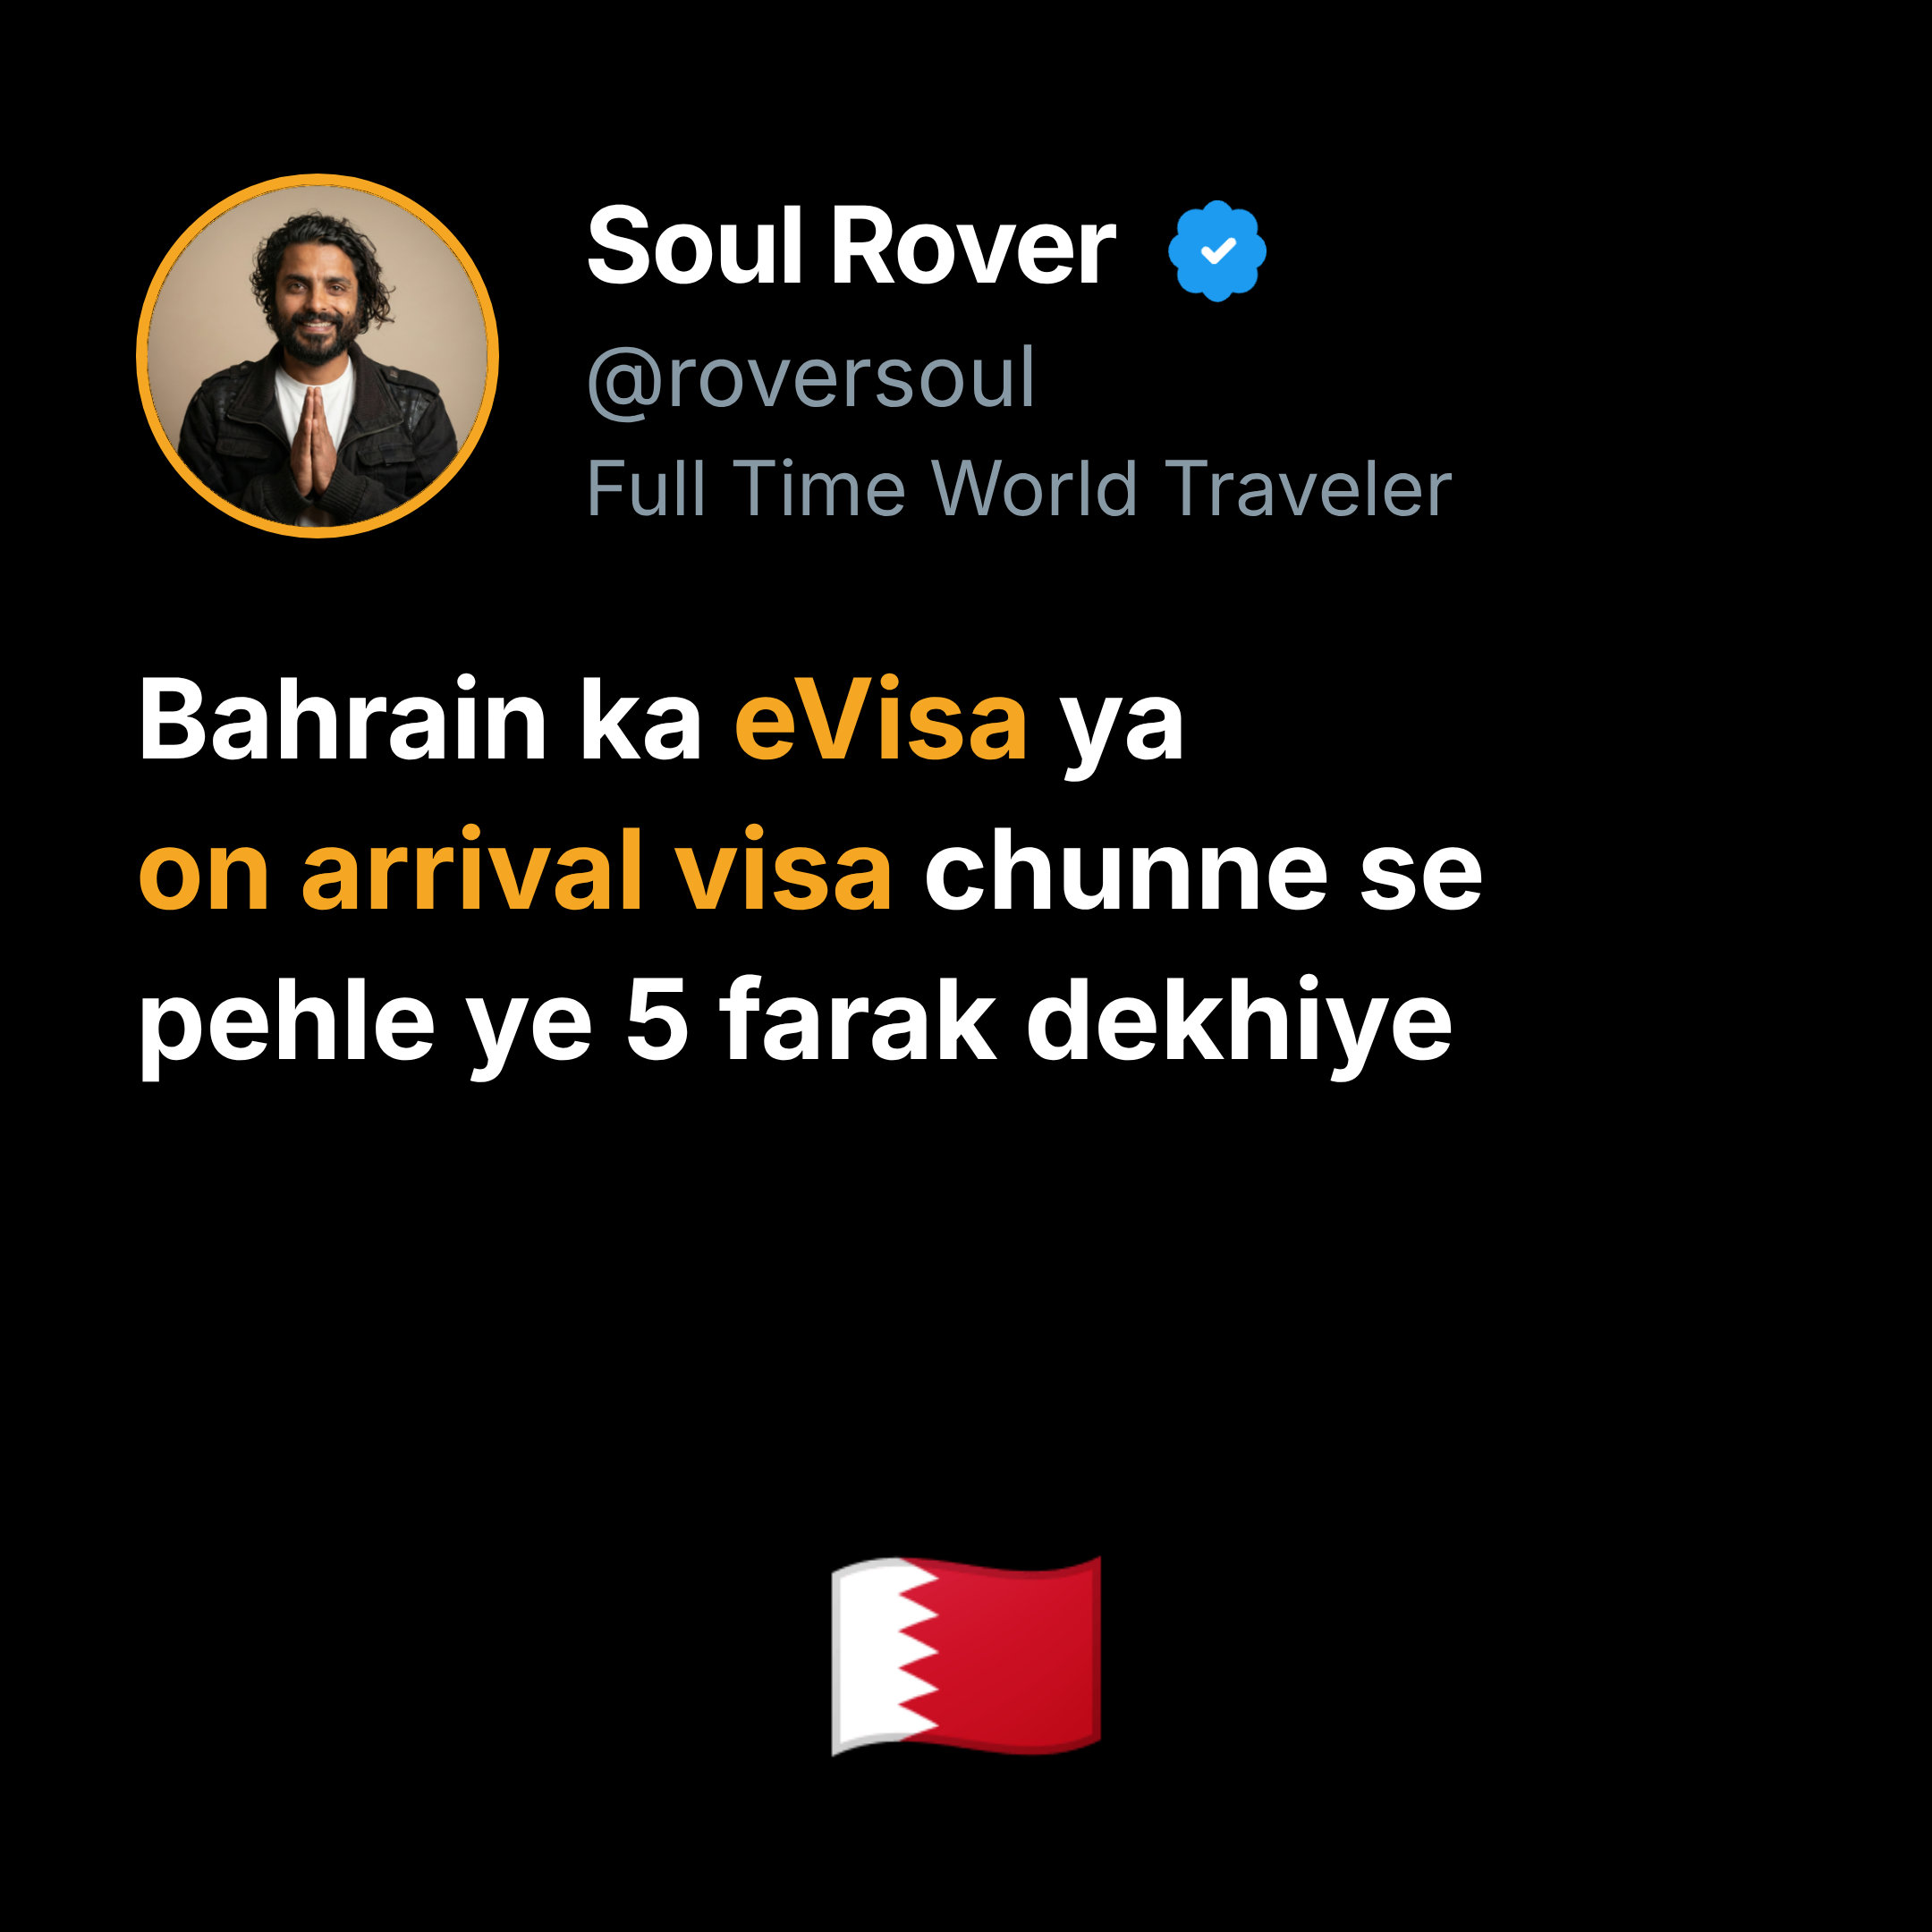 Soul Rover
@roversoul
Full Time World Traveler
Bahrain ka eVisa ya
on arrival visa chunne se
pehle ye 5 farak dekhiye